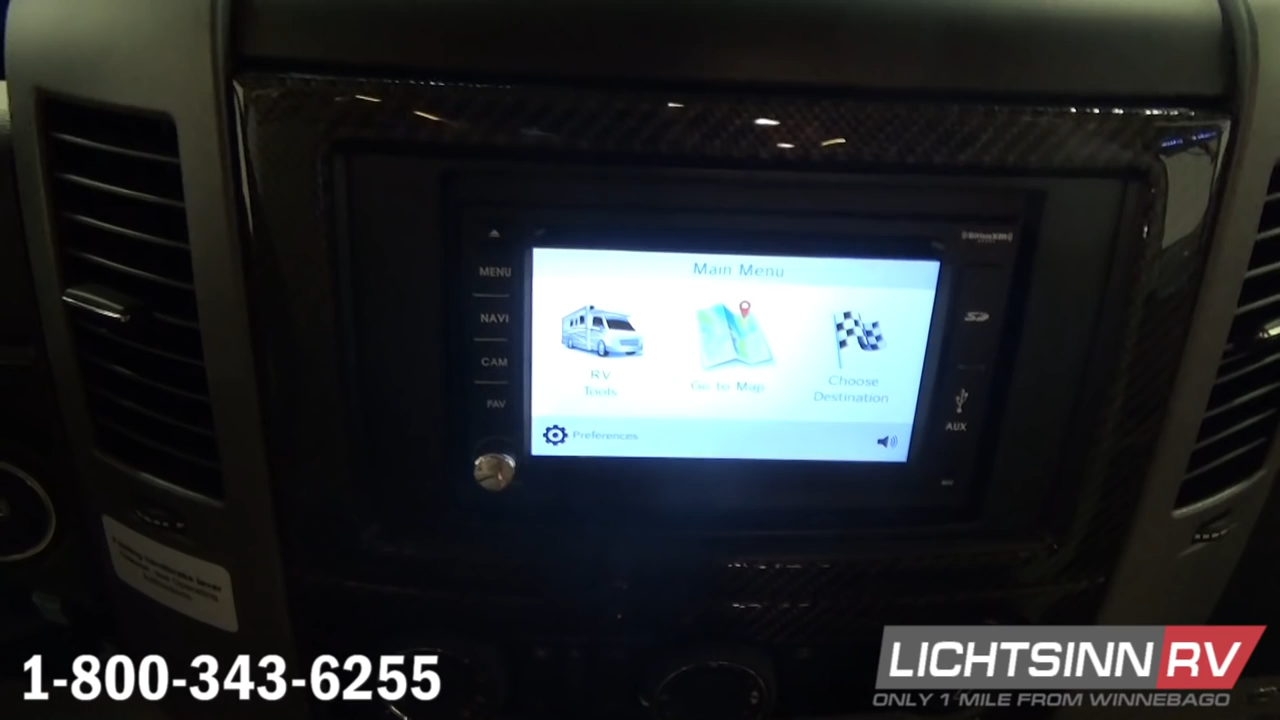 SiriusXM
MENU
NAVI
CAM
FAV
Main Menu
RV
Tools
Go to Map
Choose
Destination
Preferences
AUX
1-800-343-6255
LICHTSINN RV
ONLY 1 MILE FROM WINNEBAGO